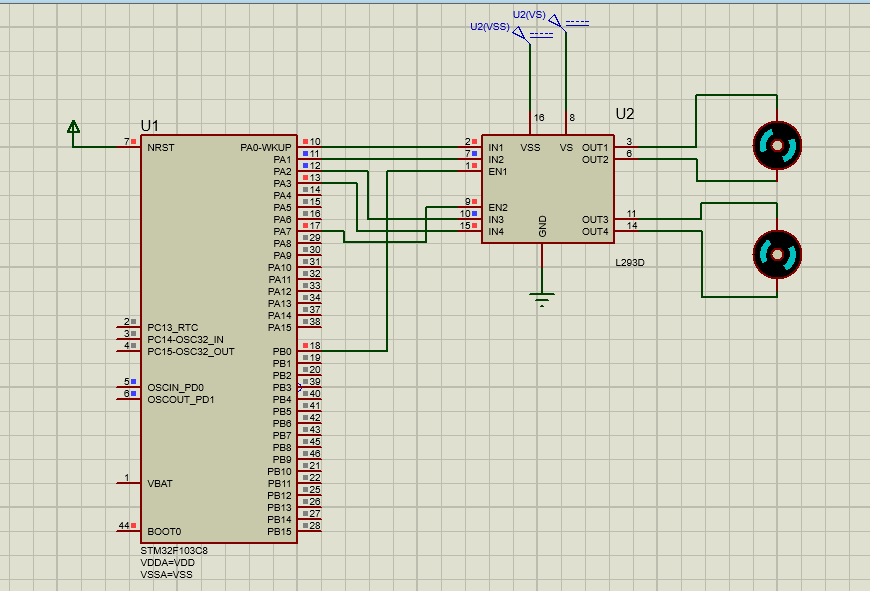 U2(VS)
U2(VSS)
U1
7 NRST
PA0-WKUP 10
PA1 11
PA2 12
PA3 13
PA4 14
PA5 15
PA6 16
PA7 17
PA8 29
PA9 30
PA10 31
PA11 32
PA12 33
PA13 34
PA14 37
PA15 38
2 PC13_RTC
3 PC14-OSC32_IN
4 PC15-OSC32_OUT
PB0 18
PB1 19
PB2 20
5 OSCIN_PD0
PB3 39
6 OSCOUT_PD1
PB4 40
PB5 41
PB6 42
PB7 43
PB8 45
PB9 46
PB10 21
1 VBAT
PB11 22
PB12 25
PB13 26
PB14 27
44 BOOT0
PB15 28
STM32F103C8
VDDA=VDD
VSSA=VSS
U2
16 8
2 IN1 VSS VS OUT1 3
7 IN2 OUT2 6
1 EN1
9 EN2
10 IN3 OUT3 11
15 IN4 OUT4 14
GND
L293D